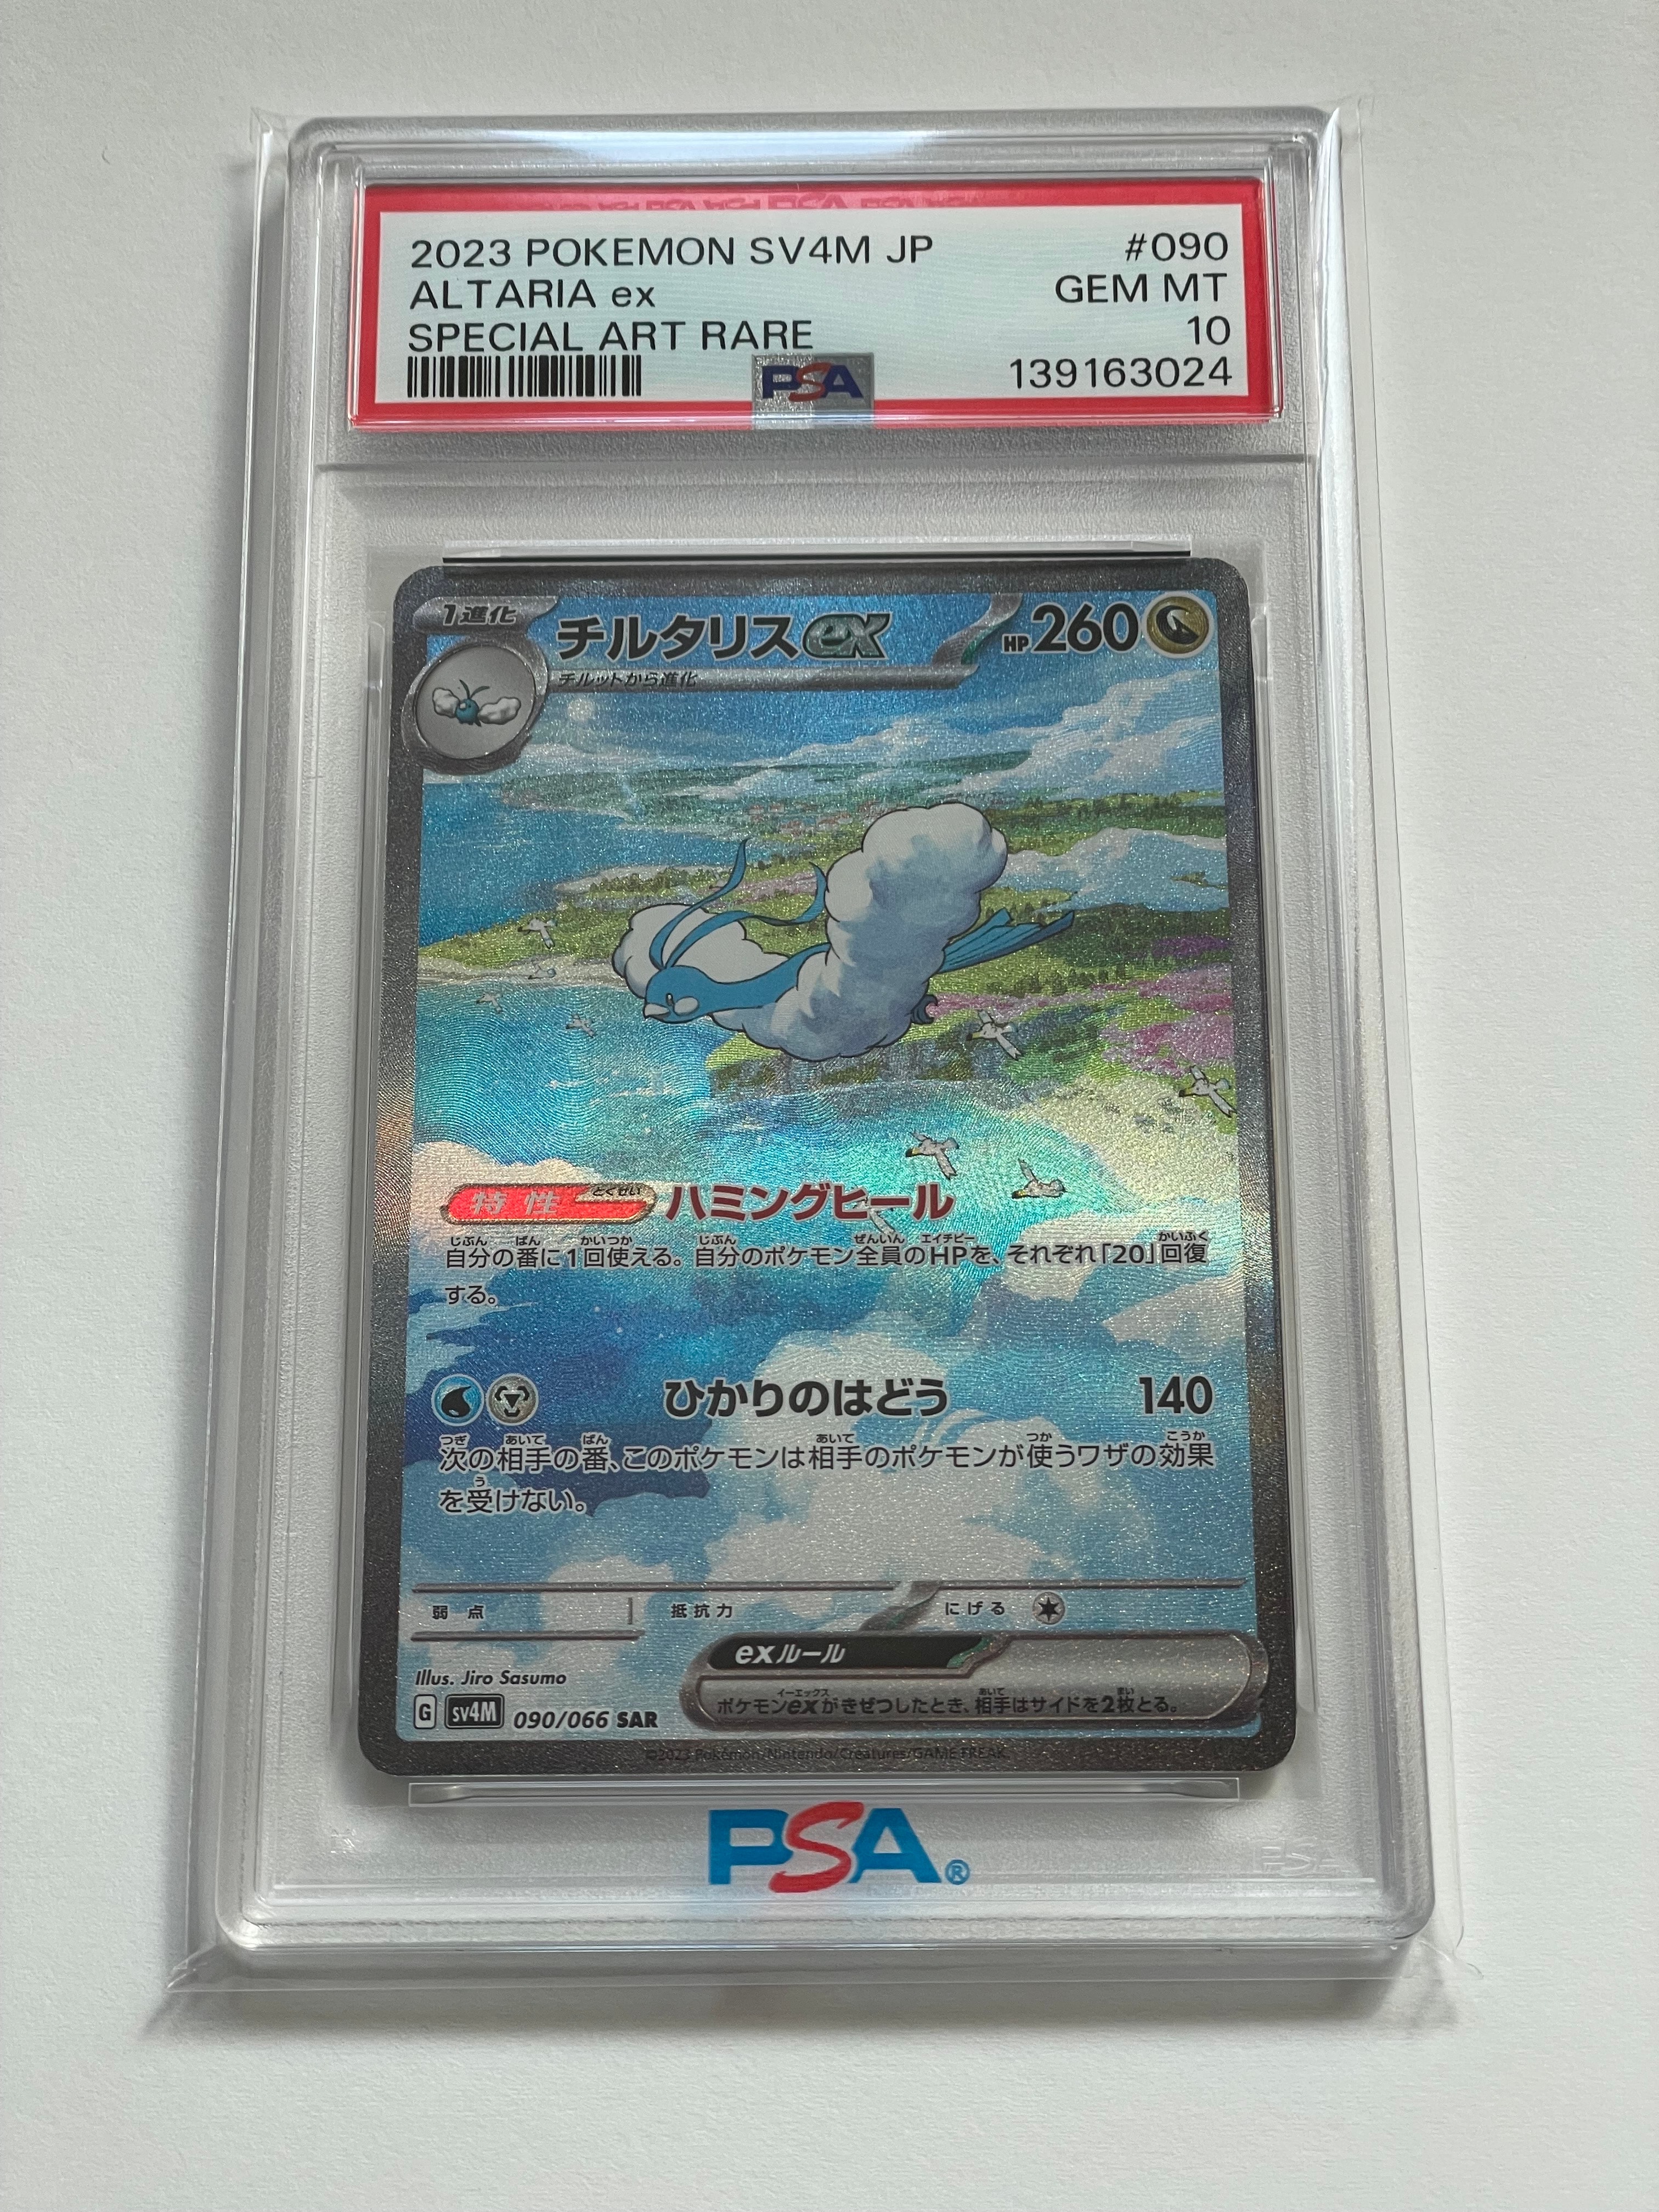 2023 POKEMON SV4M JP #090
ALTARIA ex GEM MT
SPECIAL ART RARE 10
PSA 139163024
1進化 チルタリスex HP260
チルットから進化
特性 とくせい ハミングヒール
じぶん ばん かいつか じぶん ぜんいん エイチピー かいふく
自分の番に1回使える。自分のポケモン全員のHPを、それぞれ「20」回復
する。
ひかりのはどう 140
つぎ あいて ばん あいて つか こうか
次の相手の番、このポケモンは相手のポケモンが使うワザの効果
う
を受けない。
弱点 抵抗力 にげる
exルール
イーエックス あいて まい
ポケモンexがきぜつしたとき、相手はサイドを2枚とる。
Illus. Jiro Sasumo
G SV4M 090/066 SAR
©2023 Pokémon/Nintendo/Creatures/GAME FREAK.
PSA®